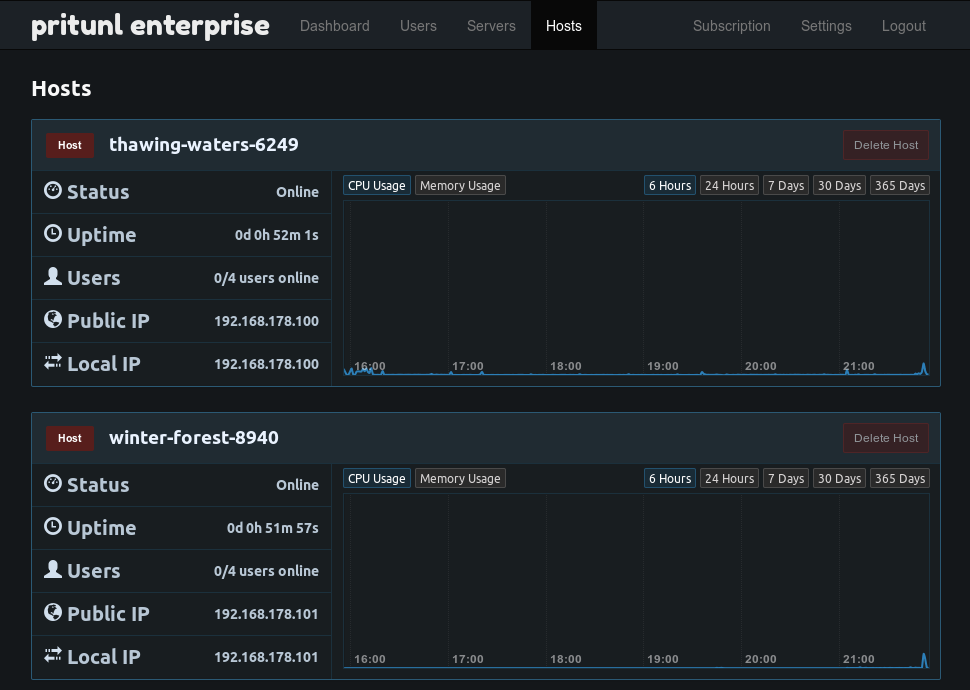 pritunl enterprise Dashboard Users Servers Hosts Subscription Settings Logout
Hosts
Host thawing-waters-6249 Delete Host
Status Online
Uptime 0d 0h 52m 1s
Users 0/4 users online
Public IP 192.168.178.100
Local IP 192.168.178.100
CPU Usage Memory Usage 6 Hours 24 Hours 7 Days 30 Days 365 Days
16:00 17:00 18:00 19:00 20:00 21:00
Host winter-forest-8940 Delete Host
Status Online
Uptime 0d 0h 51m 57s
Users 0/4 users online
Public IP 192.168.178.101
Local IP 192.168.178.101
CPU Usage Memory Usage 6 Hours 24 Hours 7 Days 30 Days 365 Days
16:00 17:00 18:00 19:00 20:00 21:00